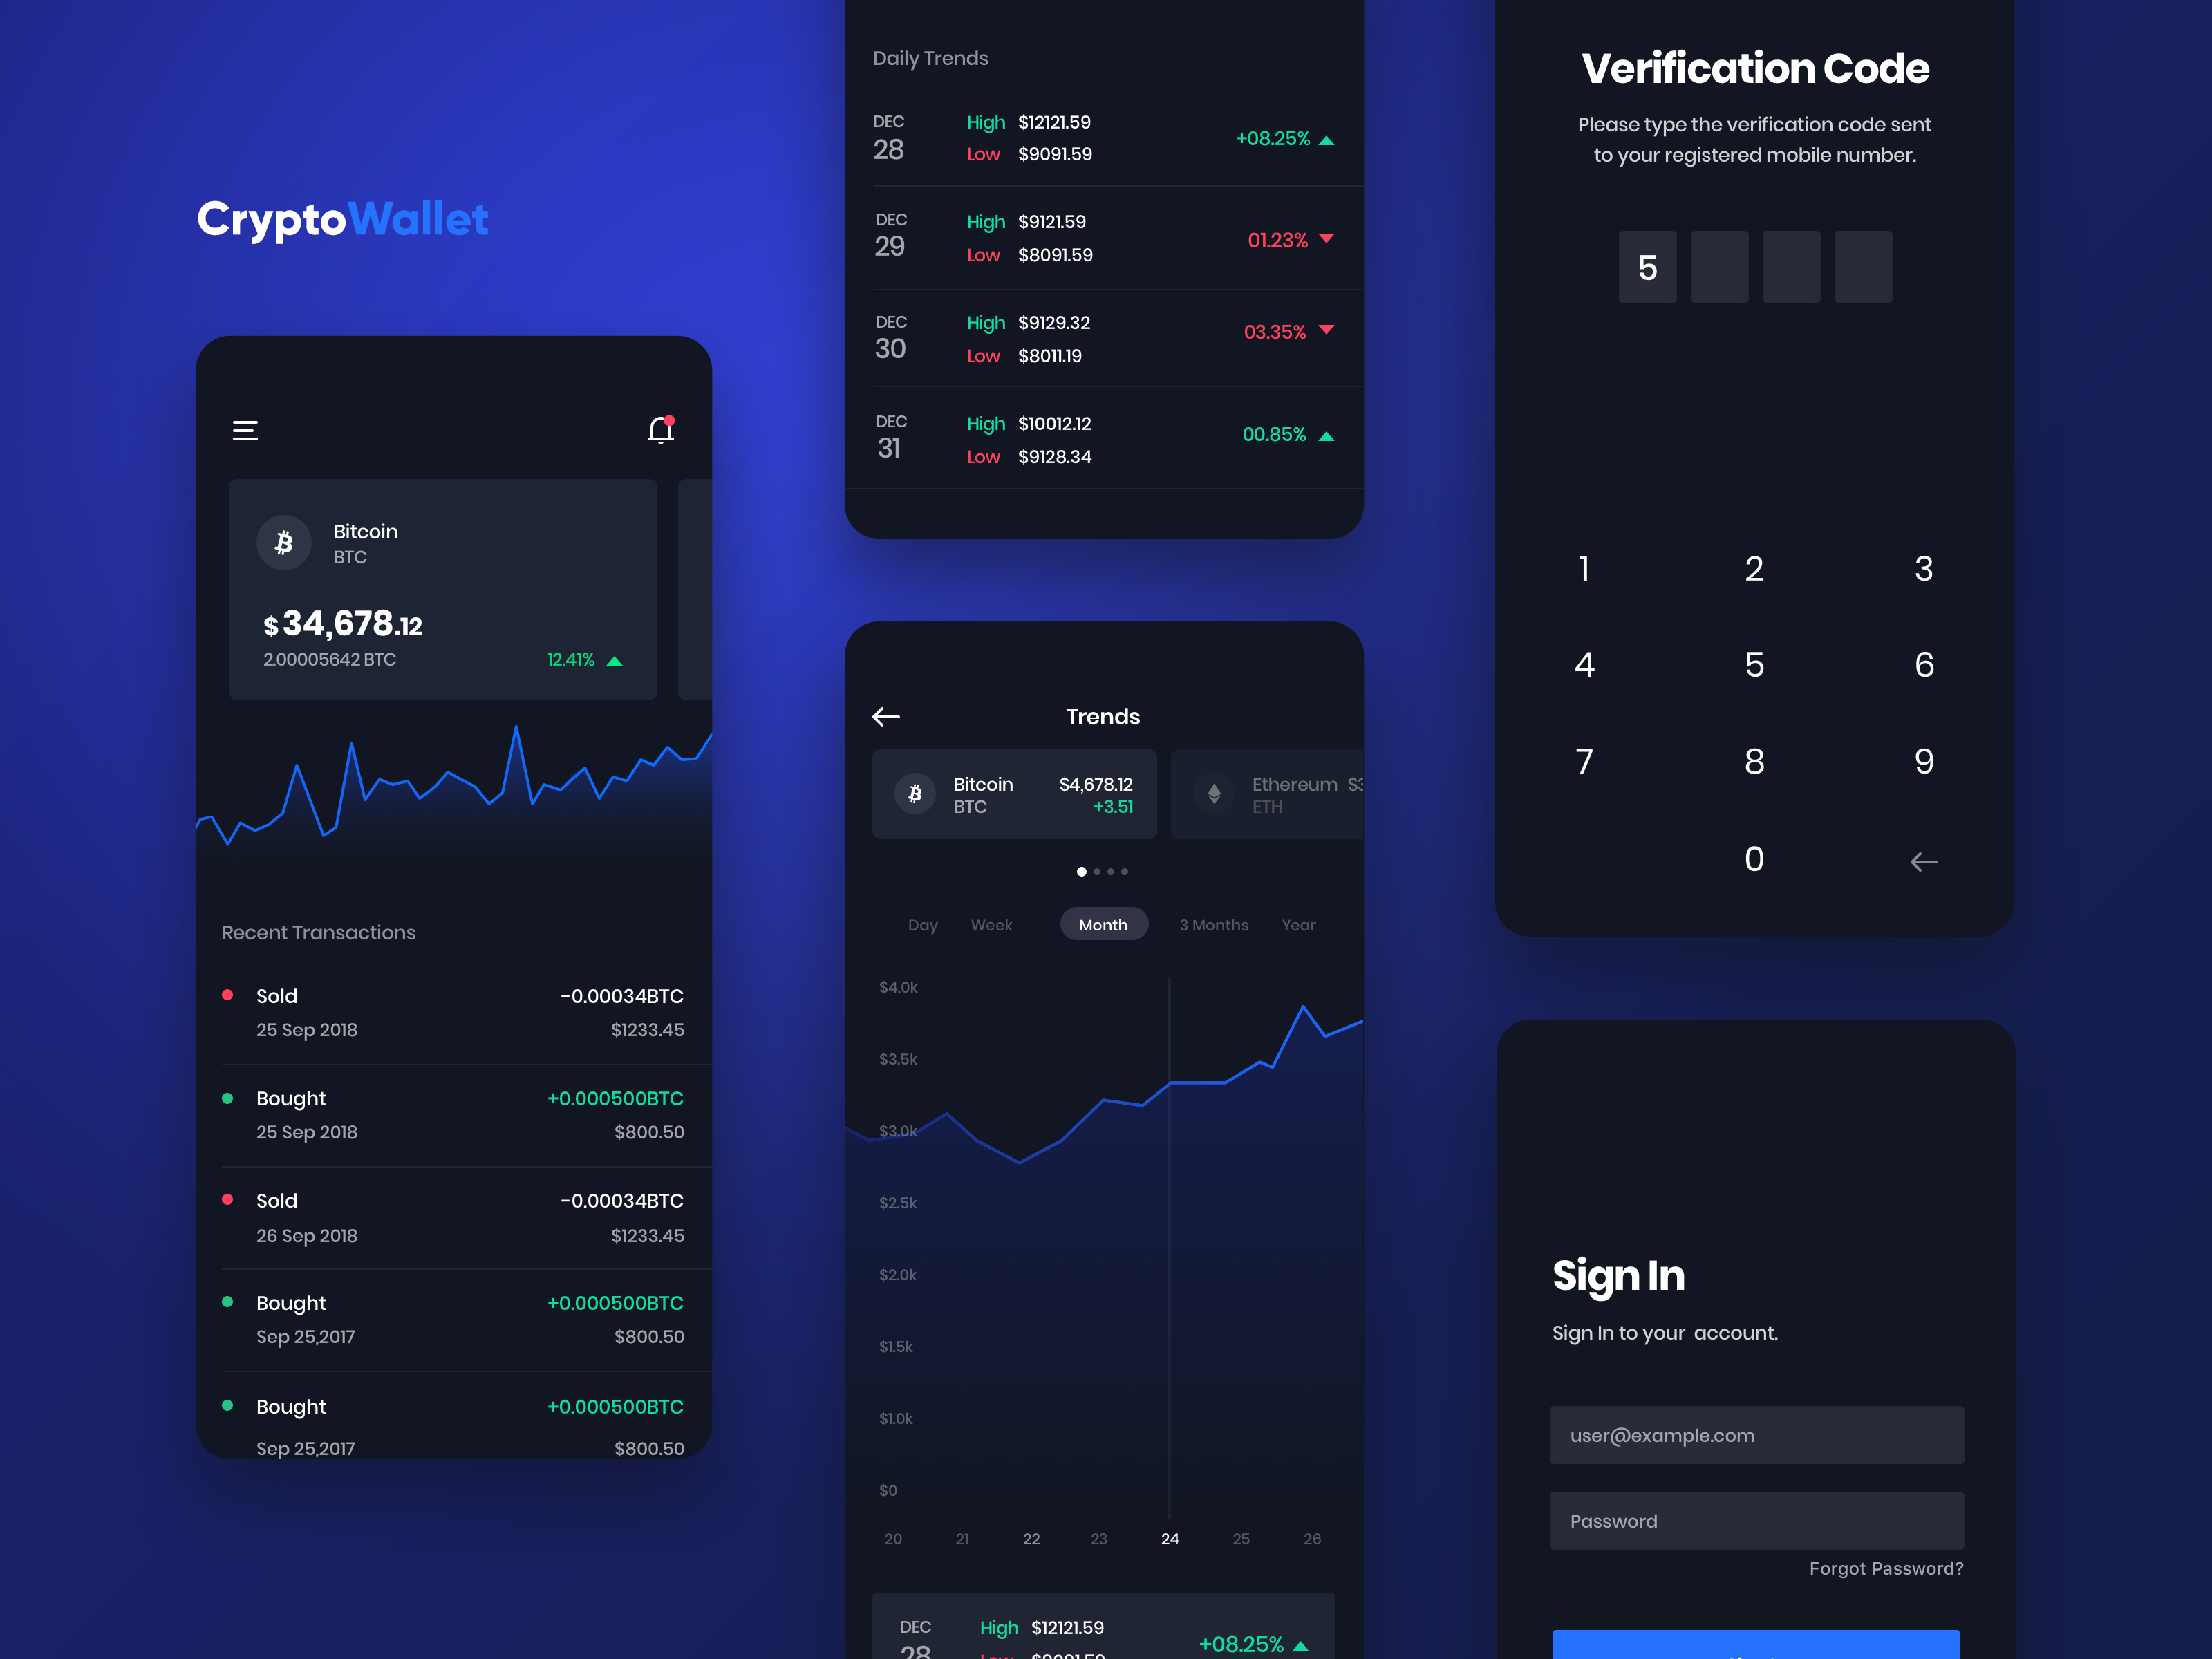 CryptoWallet
Bitcoin
BTC
$34,678.12
2.00005642 BTC 12.41%
Recent Transactions
Sold -0.00034BTC
25 Sep 2018 $1233.45
Bought +0.000500BTC
25 Sep 2018 $800.50
Sold -0.00034BTC
26 Sep 2018 $1233.45
Bought +0.000500BTC
Sep 25,2017 $800.50
Bought +0.000500BTC
Sep 25,2017 $800.50
Daily Trends
DEC High $12121.59
28 Low $9091.59 +08.25%
DEC High $9121.59
29 Low $8091.59 01.23%
DEC High $9129.32
30 Low $8011.19 03.35%
DEC High $10012.12
31 Low $9128.34 00.85%
Trends
Bitcoin $4,678.12 Ethereum $3
BTC +3.51 ETH
Day Week Month 3 Months Year
$4.0k
$3.5k
$3.0k
$2.5k
$2.0k
$1.5k
$1.0k
$0
20 21 22 23 24 25 26
DEC High $12121.59
28 Low $9091.59 +08.25%
Verification Code
Please type the verification code sent
to your registered mobile number.
5
1 2 3
4 5 6
7 8 9
0
Sign In
Sign In to your account.
user@example.com
Password
Forgot Password?